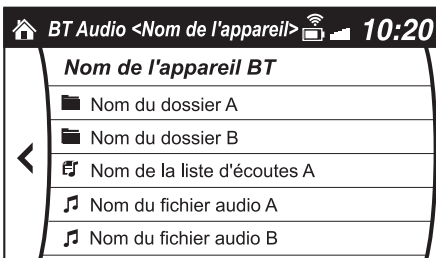 BT Audio <Nom de l'appareil> 10:20
Nom de l'appareil BT
Nom du dossier A
Nom du dossier B
Nom de la liste d'écoutes A
Nom du fichier audio A
Nom du fichier audio B